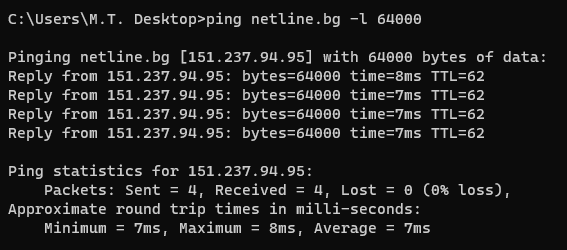 C:\Users\M.T. Desktop>ping netline.bg -l 64000
Pinging netline.bg [151.237.94.95] with 64000 bytes of data:
Reply from 151.237.94.95: bytes=64000 time=8ms TTL=62
Reply from 151.237.94.95: bytes=64000 time=7ms TTL=62
Reply from 151.237.94.95: bytes=64000 time=7ms TTL=62
Reply from 151.237.94.95: bytes=64000 time=7ms TTL=62
Ping statistics for 151.237.94.95:
    Packets: Sent = 4, Received = 4, Lost = 0 (0% loss),
Approximate round trip times in milli-seconds:
    Minimum = 7ms, Maximum = 8ms, Average = 7ms